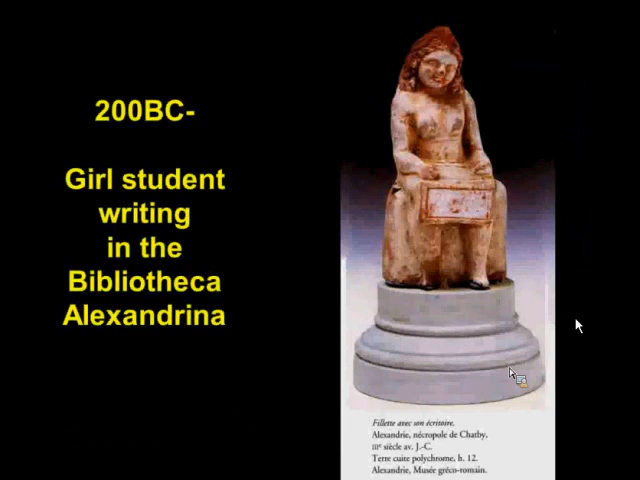 200BC-
Girl student
writing
in the
Bibliotheca
Alexandrina
Fillette avec son écritoire.
Alexandrie, nécropole de Chatby,
IIIe siècle av. J.-C.
Terre cuite polychrome, h. 12.
Alexandrie, Musée gréco-romain.